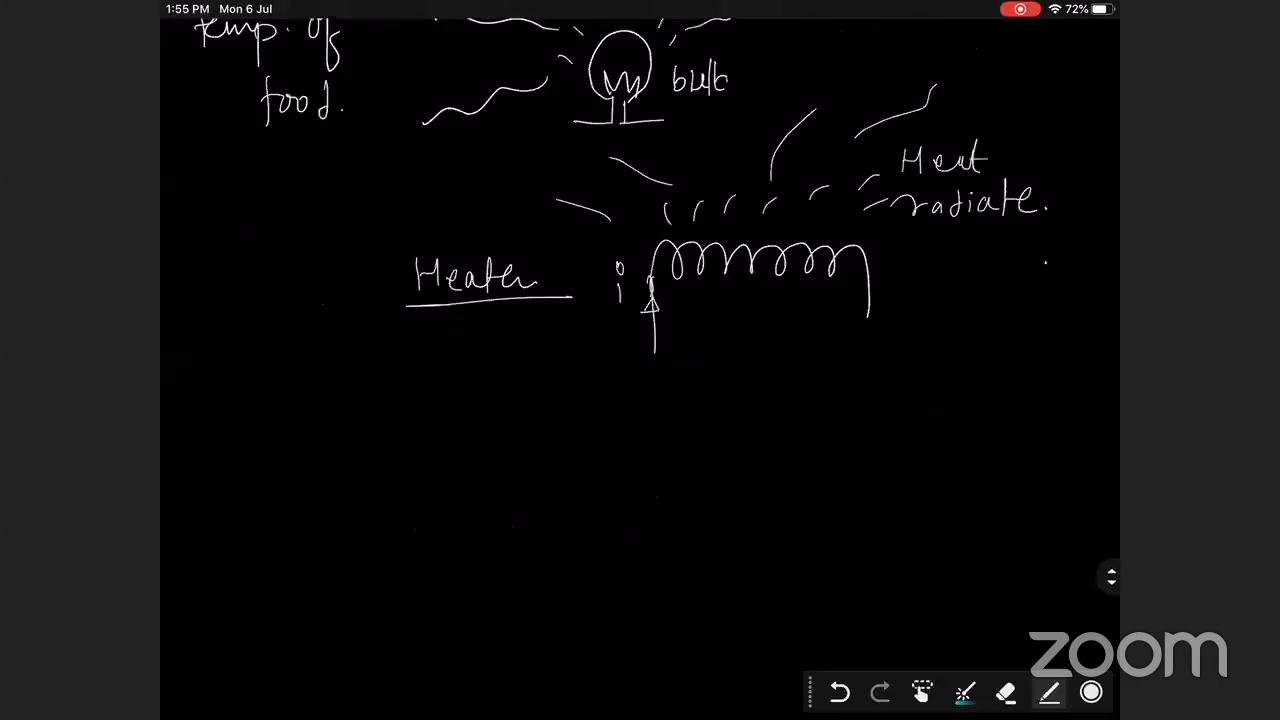 1:55 PM Mon 6 Jul
72%
temp. of
food.
bulb
Heat
radiate.
Heater
i
zoom